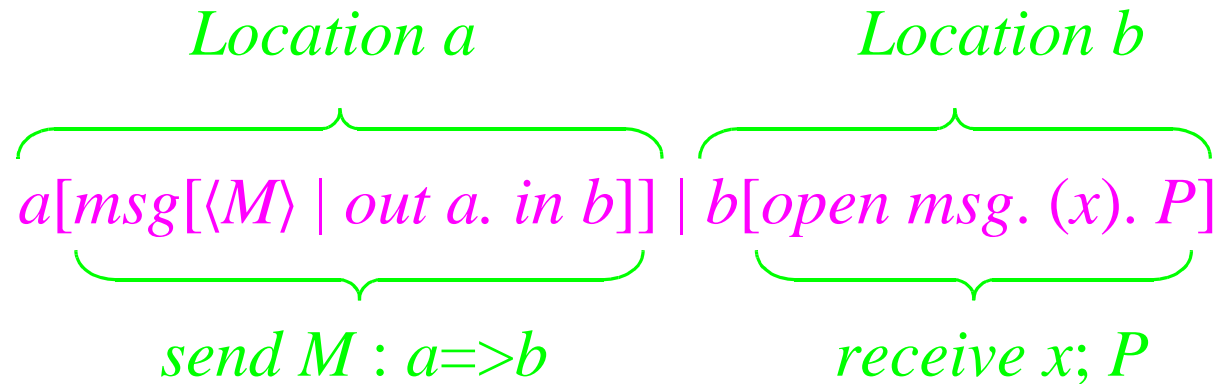 Location a Location b
a[msg[⟨M⟩ | out a. in b]] | b[open msg. (x). P]
send M : a=>b receive x; P